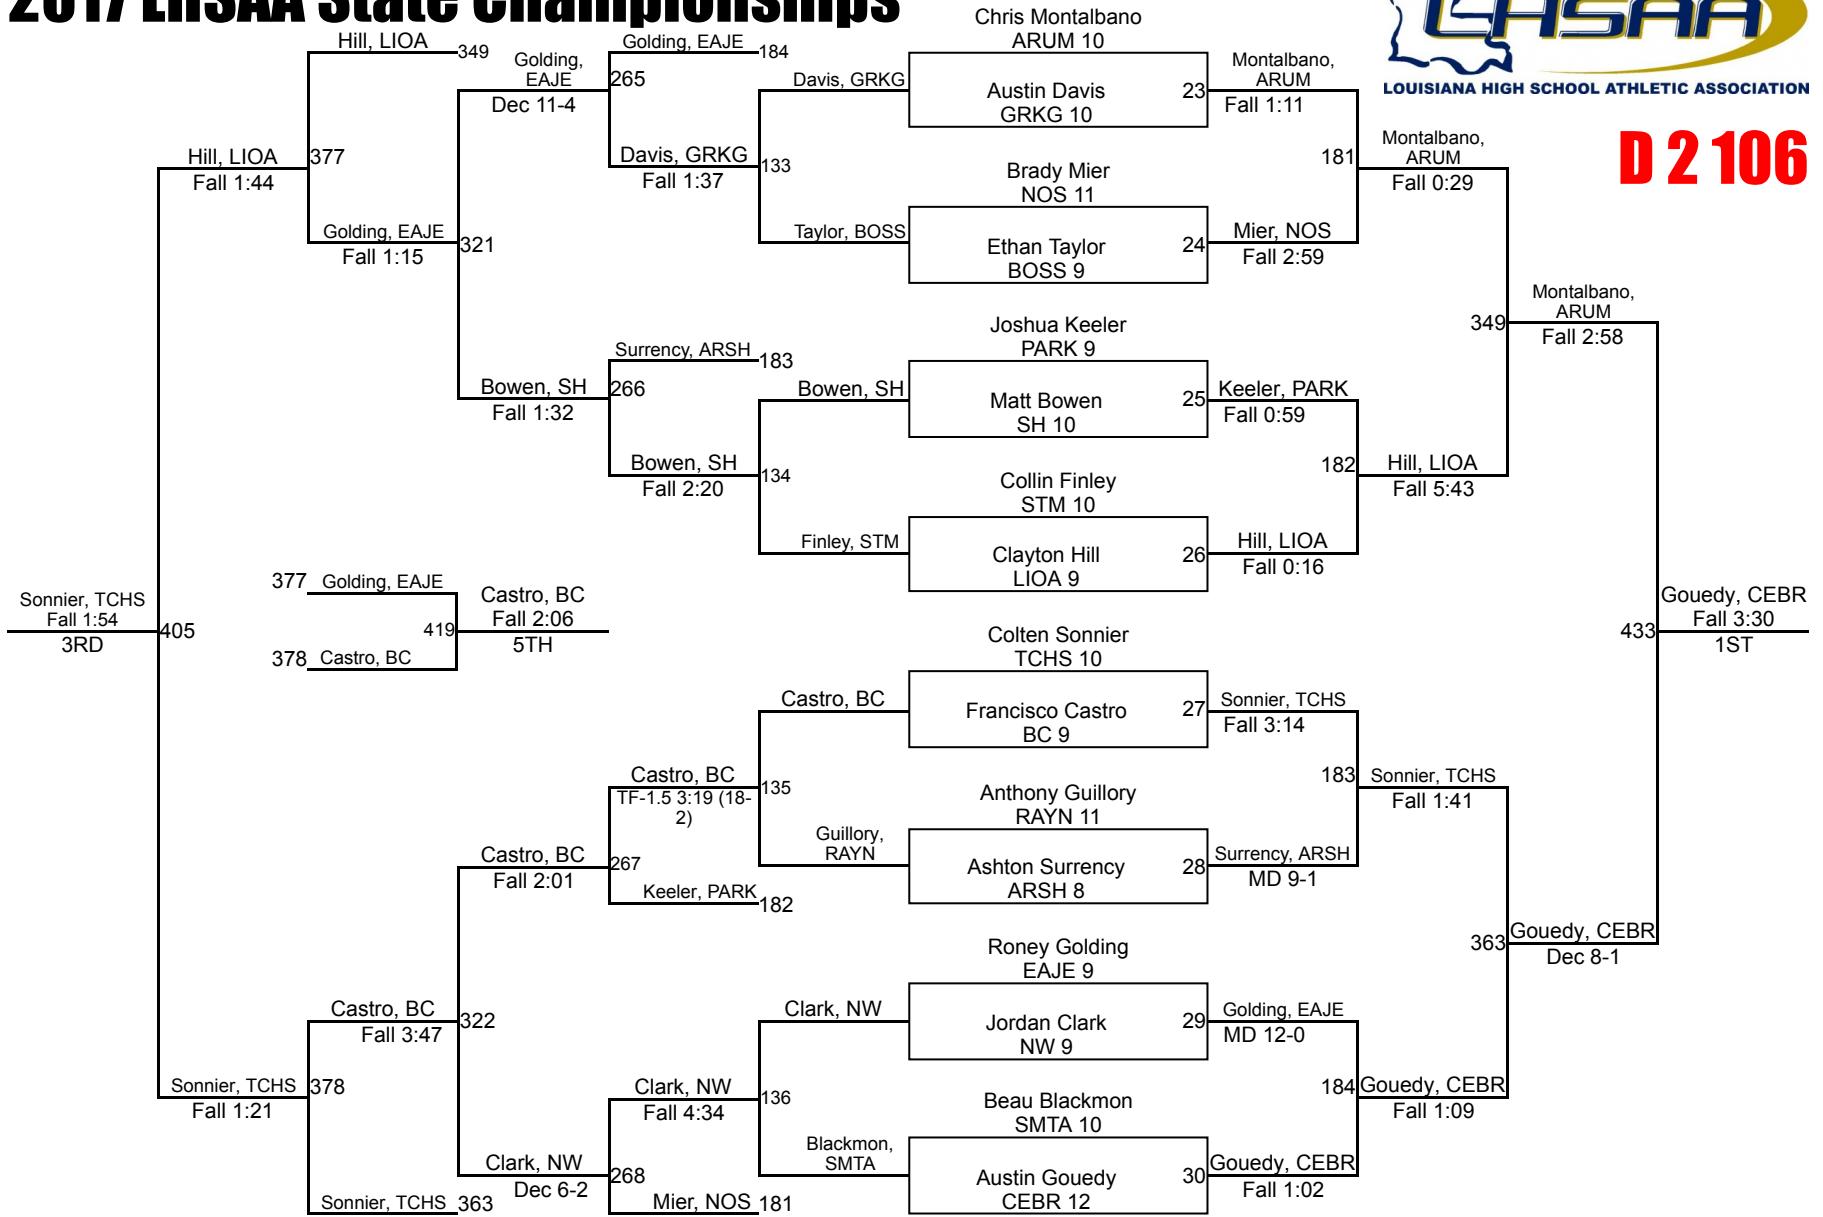 2017 LHSAA State Championships
LHSAA
LOUISIANA HIGH SCHOOL ATHLETIC ASSOCIATION
D 2 106
Hill, LIOA
349
Golding, EAJE
Dec 11-4
Golding, EAJE
184
265
Davis, GRKG
Fall 1:37
133
Davis, GRKG
Taylor, BOSS
Hill, LIOA
Fall 1:44
377
Golding, EAJE
Fall 1:15
321
Surrency, ARSH
183
Bowen, SH
Fall 1:32
266
Bowen, SH
Fall 2:20
134
Bowen, SH
Finley, STM
Sonnier, TCHS
Fall 1:54
3RD
405
377
Golding, EAJE
378
Castro, BC
419
Castro, BC
Fall 2:06
5TH
Castro, BC
Castro, BC
TF-1.5 3:19 (18-
2)
135
Guillory,
RAYN
Castro, BC
Fall 2:01
267
Keeler, PARK
182
Castro, BC
Fall 3:47
322
Clark, NW
Clark, NW
Fall 4:34
136
Blackmon,
SMTA
Sonnier, TCHS
Fall 1:21
378
Clark, NW
Dec 6-2
268
Mier, NOS
181
Sonnier, TCHS
363
Chris Montalbano
ARUM 10
Austin Davis
GRKG 10
23
Brady Mier
NOS 11
Ethan Taylor
BOSS 9
24
Joshua Keeler
PARK 9
Matt Bowen
SH 10
25
Collin Finley
STM 10
Clayton Hill
LIOA 9
26
Colten Sonnier
TCHS 10
Francisco Castro
BC 9
27
Anthony Guillory
RAYN 11
Ashton Surrency
ARSH 8
28
Roney Golding
EAJE 9
Jordan Clark
NW 9
29
Beau Blackmon
SMTA 10
Austin Gouedy
CEBR 12
30
Montalbano,
ARUM
Fall 1:11
181
Mier, NOS
Fall 2:59
Montalbano,
ARUM
Fall 0:29
Keeler, PARK
Fall 0:59
182
Hill, LIOA
Fall 0:16
Hill, LIOA
Fall 5:43
349
Montalbano,
ARUM
Fall 2:58
Sonnier, TCHS
Fall 3:14
183
Surrency, ARSH
MD 9-1
Sonnier, TCHS
Fall 1:41
Golding, EAJE
MD 12-0
184
Gouedy, CEBR
Fall 1:02
Gouedy, CEBR
Fall 1:09
363
Gouedy, CEBR
Dec 8-1
433
Gouedy, CEBR
Fall 3:30
1ST